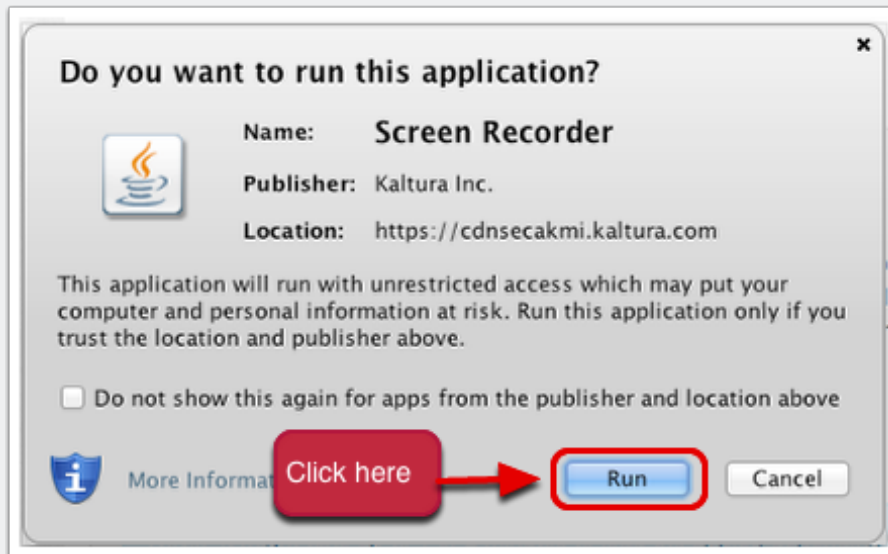 Do you want to run this application?
Name: Screen Recorder
Publisher: Kaltura Inc.
Location: https://cdnsecakmi.kaltura.com
This application will run with unrestricted access which may put your
computer and personal information at risk. Run this application only if you
trust the location and publisher above.
Do not show this again for apps from the publisher and location above
More Informat Click here Run Cancel